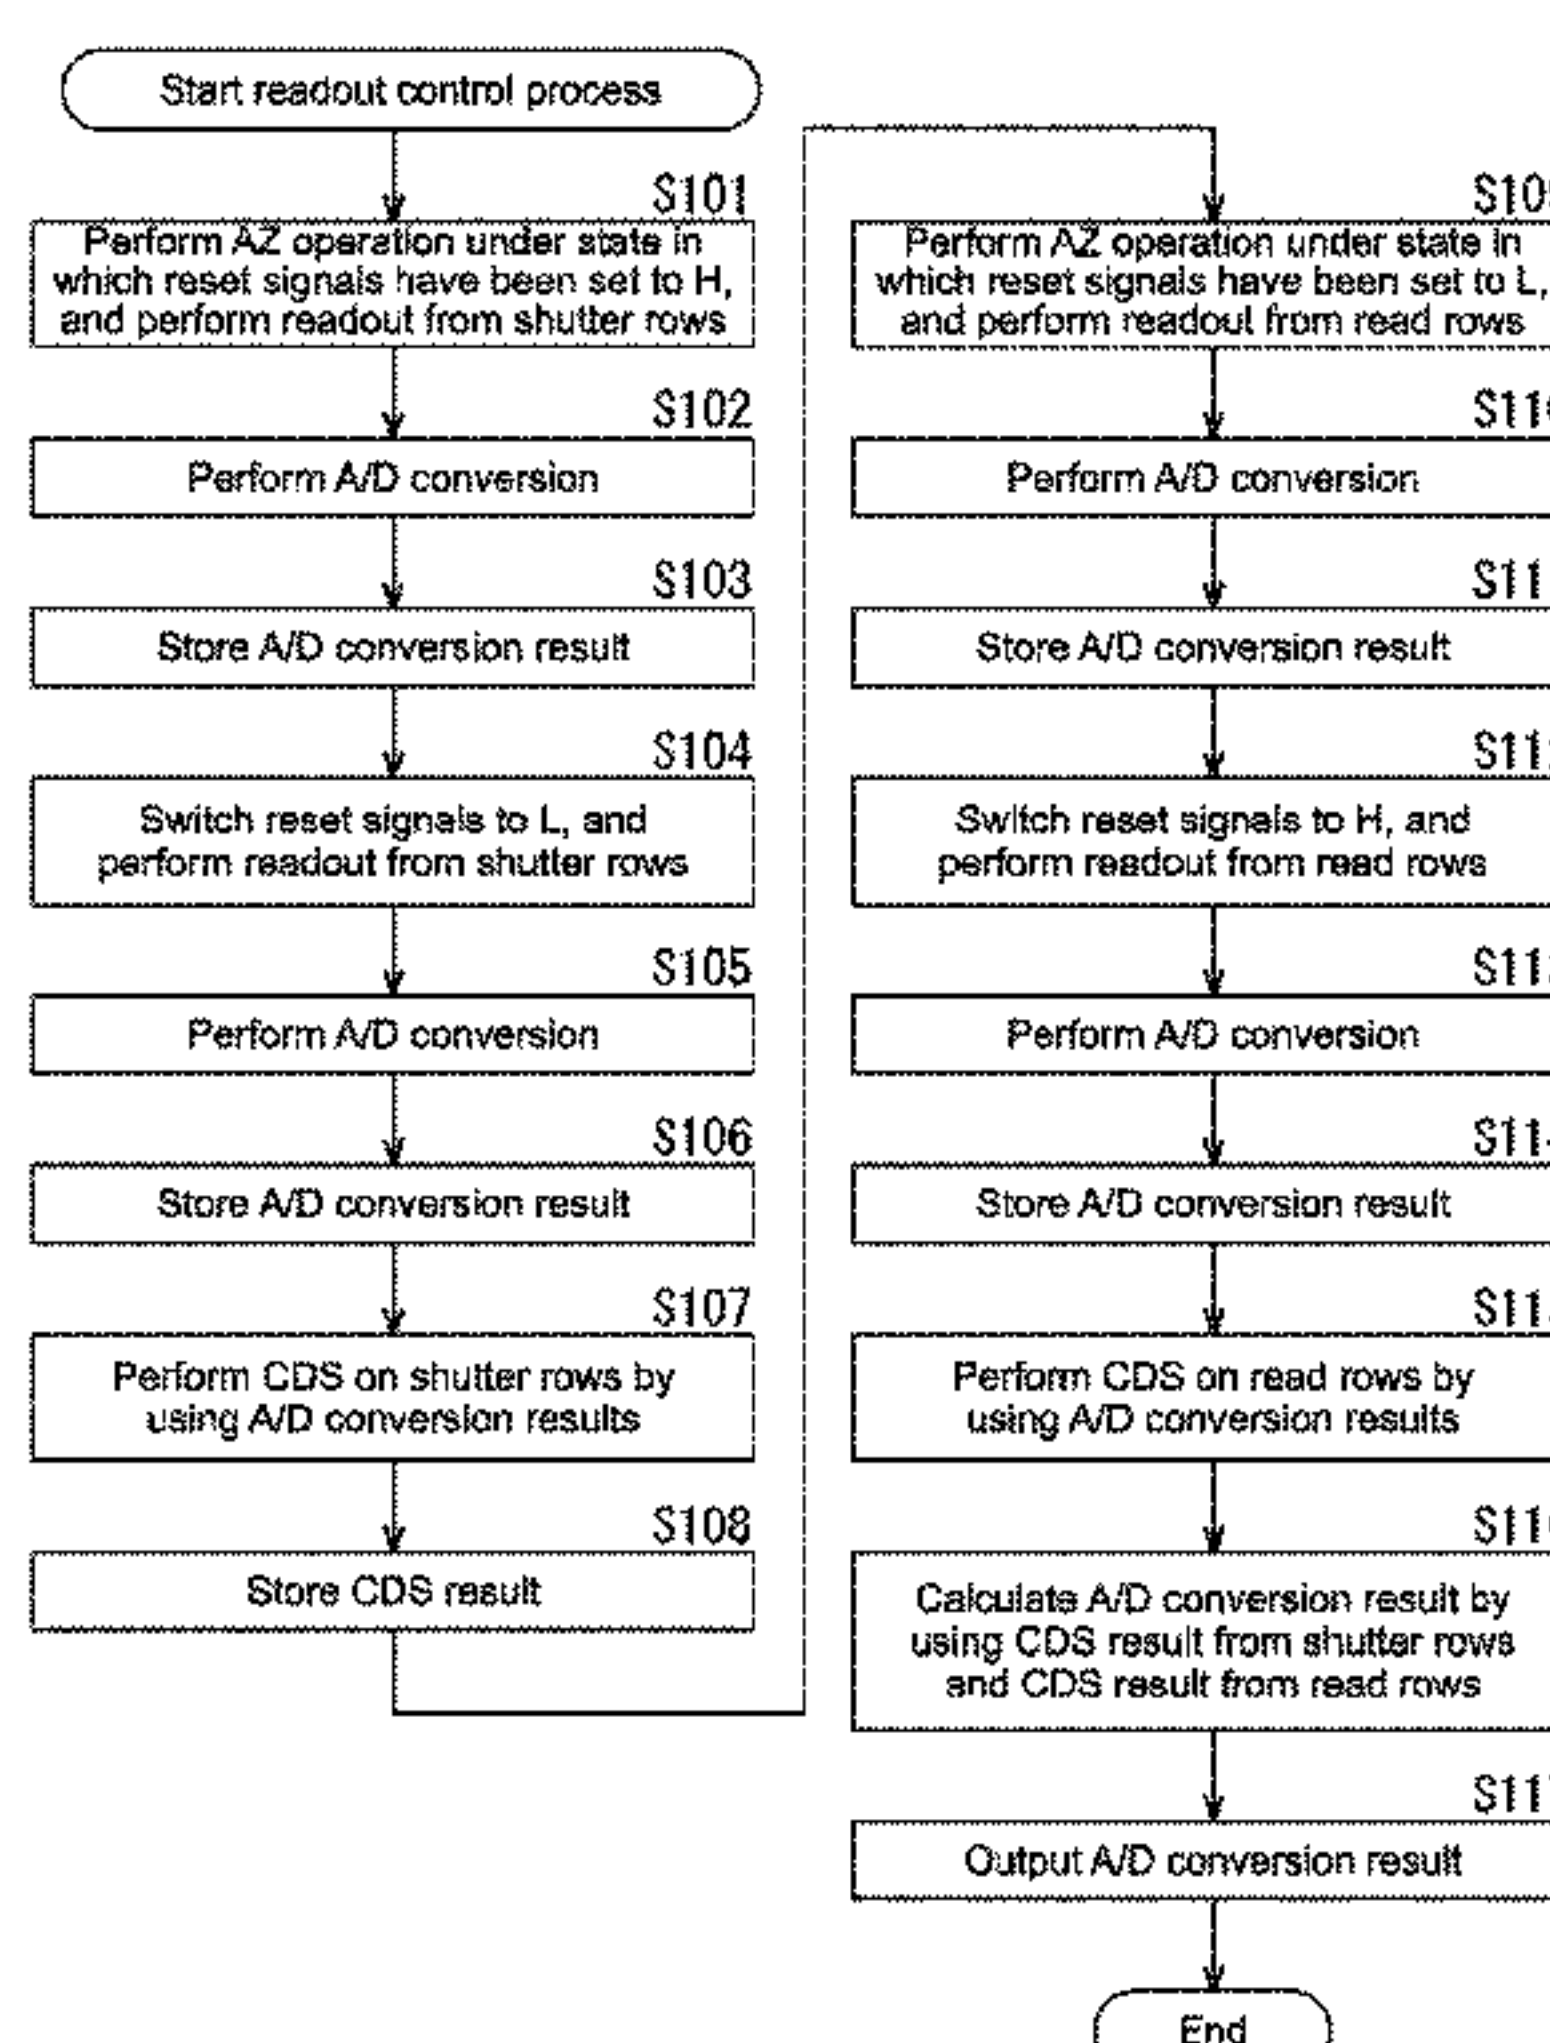 Start readout control process
S101
Perform AZ operation under state in
which reset signals have been set to H,
and perform readout from shutter rows
S102
Perform A/D conversion
S103
Store A/D conversion result
S104
Switch reset signals to L, and
perform readout from shutter rows
S105
Perform A/D conversion
S106
Store A/D conversion result
S107
Perform CDS on shutter rows by
using A/D conversion results
S108
Store CDS result
Perform AZ operation under state in
which reset signals have been set to L,
and perform readout from read rows
Perform A/D conversion
Store A/D conversion result
Switch reset signals to H, and
perform readout from read rows
Perform A/D conversion
Store A/D conversion result
Perform CDS on read rows by
using A/D conversion results
Calculate A/D conversion result by
using CDS result from shutter rows
and CDS result from read rows
Output A/D conversion result
End